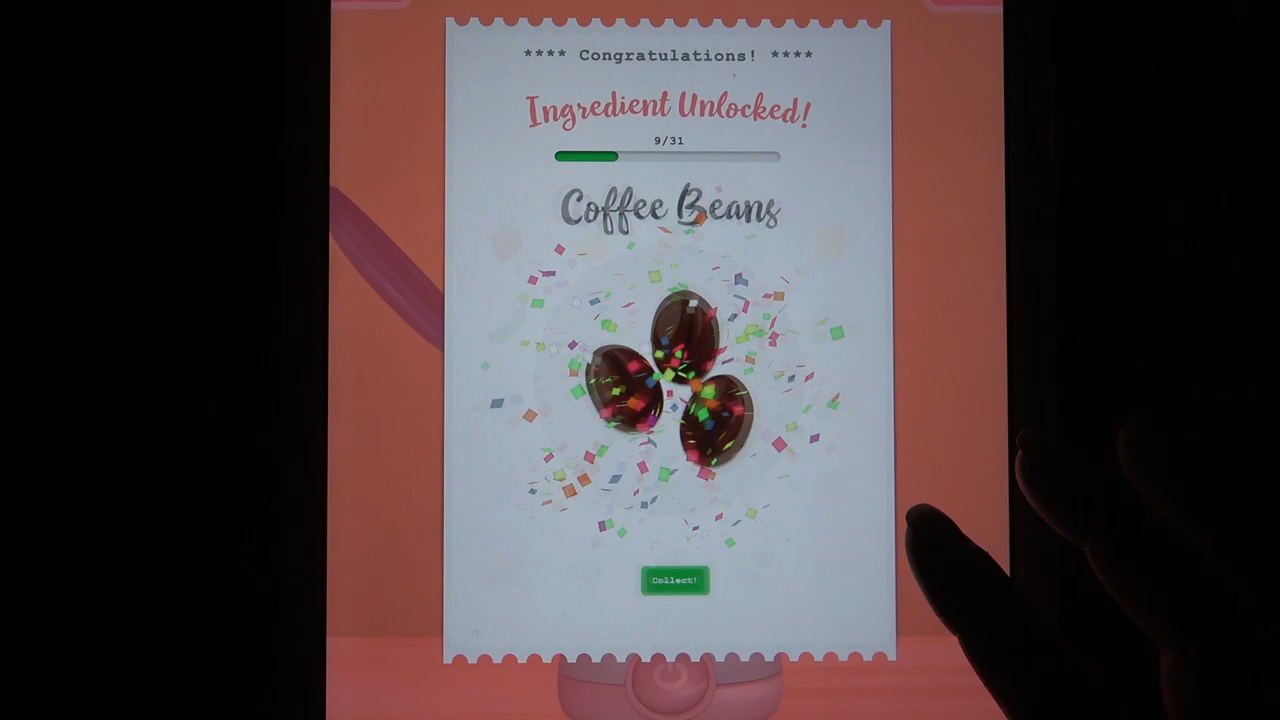 **** Congratulations! ****
Ingredient Unlocked!
9/31
Coffee Beans
Collect!